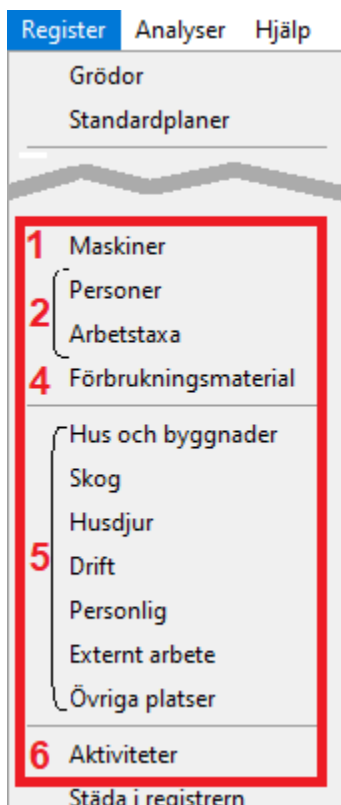 Register Analyser Hjälp
Grödor
Standardplaner
1 Maskiner
Personer
2
Arbetstaxa
4 Förbrukningsmaterial
Hus och byggnader
Skog
Husdjur
5 Drift
Personlig
Externt arbete
Övriga platser
6 Aktiviteter
Städa i registrern